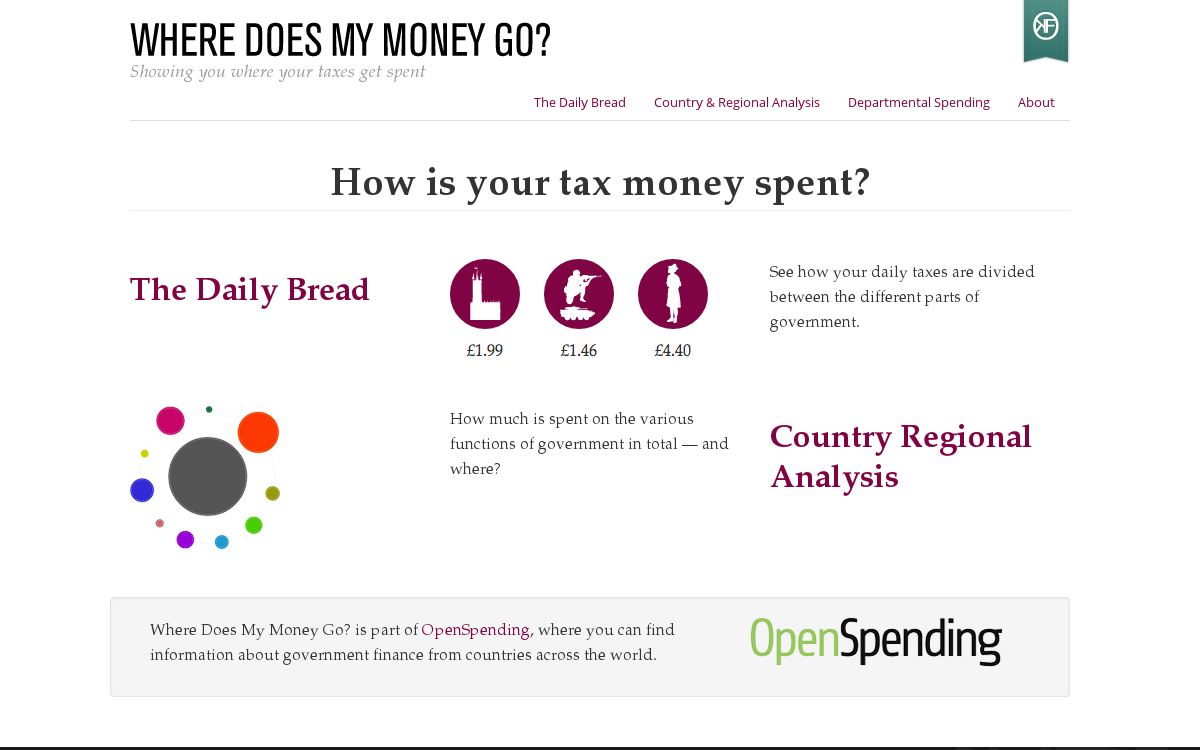 WHERE DOES MY MONEY GO?
Showing you where your taxes get spent
The Daily Bread Country & Regional Analysis Departmental Spending About
How is your tax money spent?
The Daily Bread
£1.99 £1.46 £4.40
See how your daily taxes are divided
between the different parts of
government.
How much is spent on the various
functions of government in total — and
where?
Country Regional
Analysis
Where Does My Money Go? is part of OpenSpending, where you can find
information about government finance from countries across the world.
OpenSpending